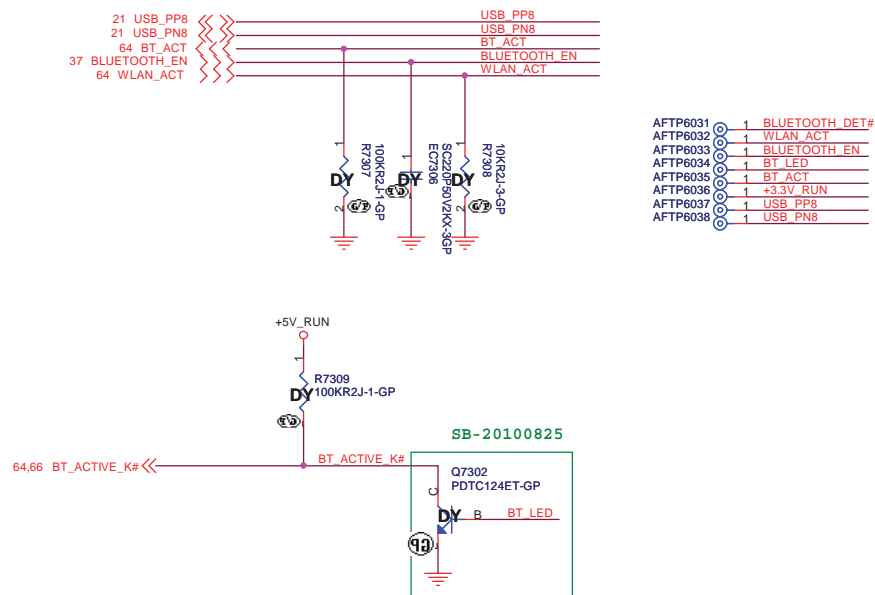 21 USB_PP8 USB_PP8
21 USB_PN8 USB_PN8
64 BT_ACT BT_ACT
37 BLUETOOTH_EN BLUETOOTH_EN
64 WLAN_ACT WLAN_ACT
1
R7307
100KR2J-1-GP
DY
2
G/P
1
EC7306
SC220P50V2KX-3GP
DY
G/P
1
R7308
10KR2J-3-GP
DY
2
G/P
AFTP6031 1 BLUETOOTH_DET#
AFTP6032 1 WLAN_ACT
AFTP6033 1 BLUETOOTH_EN
AFTP6034 1 BT_LED
AFTP6035 1 BT_ACT
AFTP6036 1 +3.3V_RUN
AFTP6037 1 USB_PP8
AFTP6038 1 USB_PN8
+5V_RUN
1
R7309
DY 100KR2J-1-GP
G/P
SB-20100825
64,66 BT_ACTIVE_K# BT_ACTIVE_K#
Q7302
PDTC124ET-GP
C
DY B BT_LED
GP